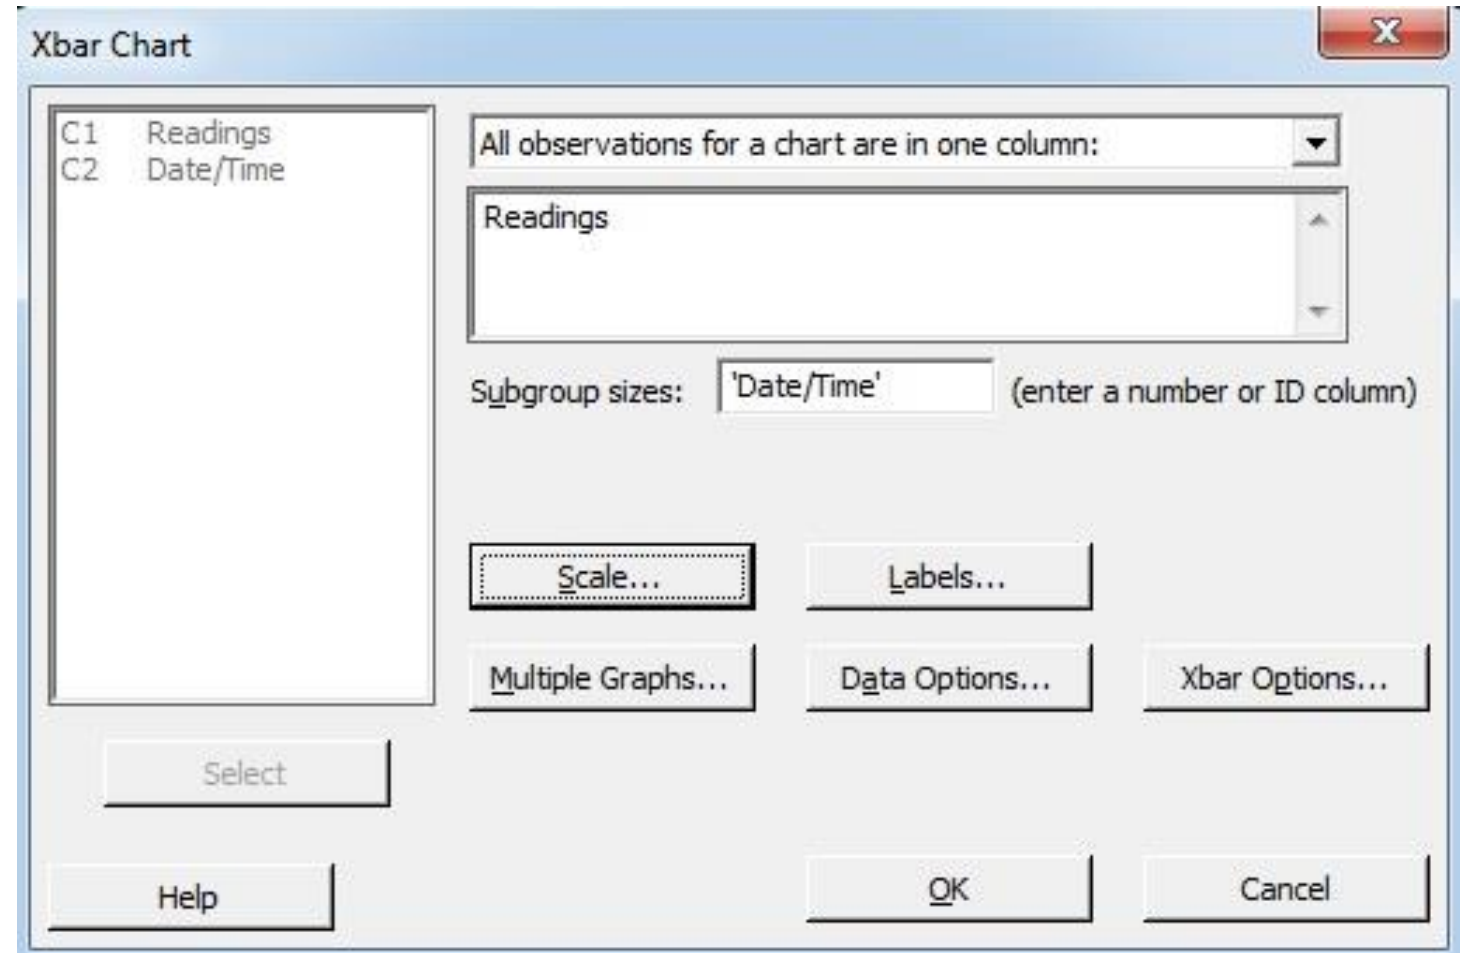 Xbar Chart
X
C1 Readings
C2 Date/Time
All observations for a chart are in one column:
Readings
Subgroup sizes: 'Date/Time' (enter a number or ID column)
Scale... Labels...
Multiple Graphs... Data Options... Xbar Options...
Select
Help OK Cancel